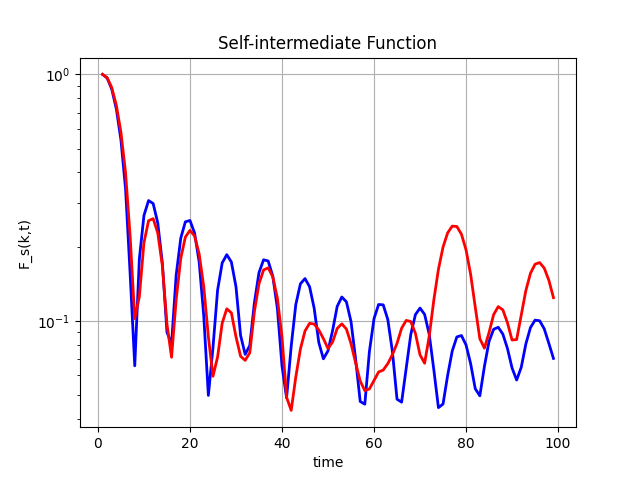 Self-intermediate Function
F_s(k,t)
10⁰
10⁻¹
0 20 40 60 80 100
time